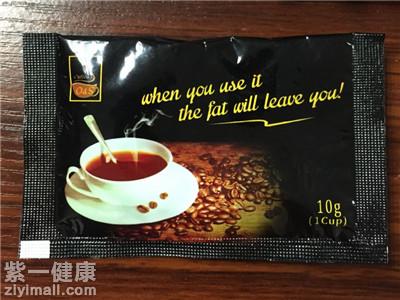 when you use it
the fat will leave you!
10g
(1Cup)
紫一健康
ziyimall.com